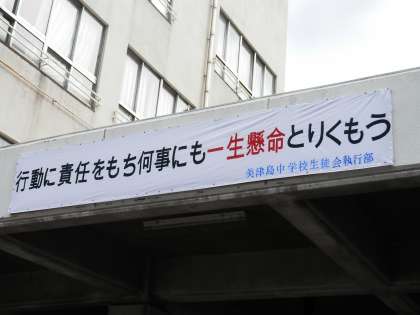 行動に責任をもち何事にも一生懸命とりくもう
美津島中学校生徒会執行部